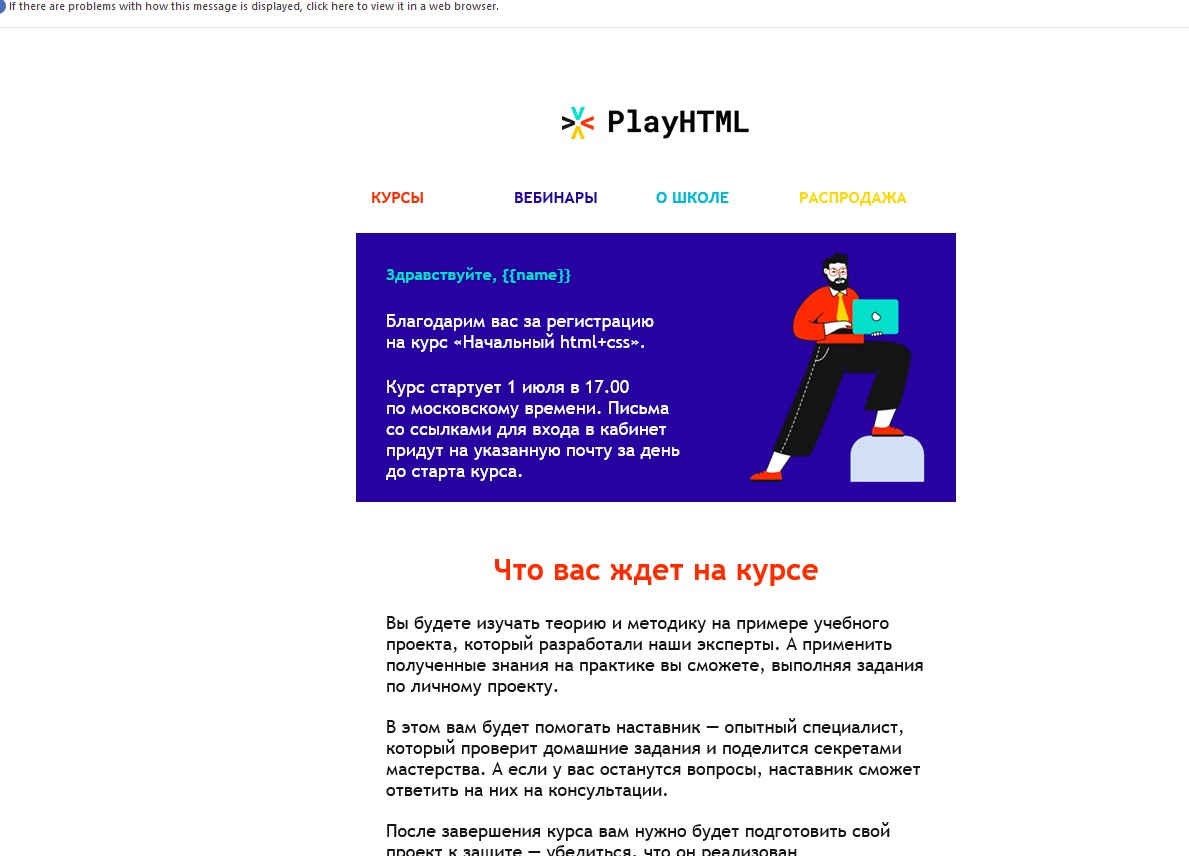 If there are problems with how this message is displayed, click here to view it in a web browser.
PlayHTML
КУРСЫ ВЕБИНАРЫ О ШКОЛЕ РАСПРОДАЖА
Здравствуйте, {{name}}
Благодарим вас за регистрацию
на курс «Начальный html+css».
Курс стартует 1 июля в 17.00
по московскому времени. Письма
со ссылками для входа в кабинет
придут на указанную почту за день
до старта курса.
Что вас ждет на курсе
Вы будете изучать теорию и методику на примере учебного
проекта, который разработали наши эксперты. А применить
полученные знания на практике вы сможете, выполняя задания
по личному проекту.
В этом вам будет помогать наставник — опытный специалист,
который проверит домашние задания и поделится секретами
мастерства. А если у вас останутся вопросы, наставник сможет
ответить на них на консультации.
После завершения курса вам нужно будет подготовить свой
проект к защите — убедиться, что он реализован